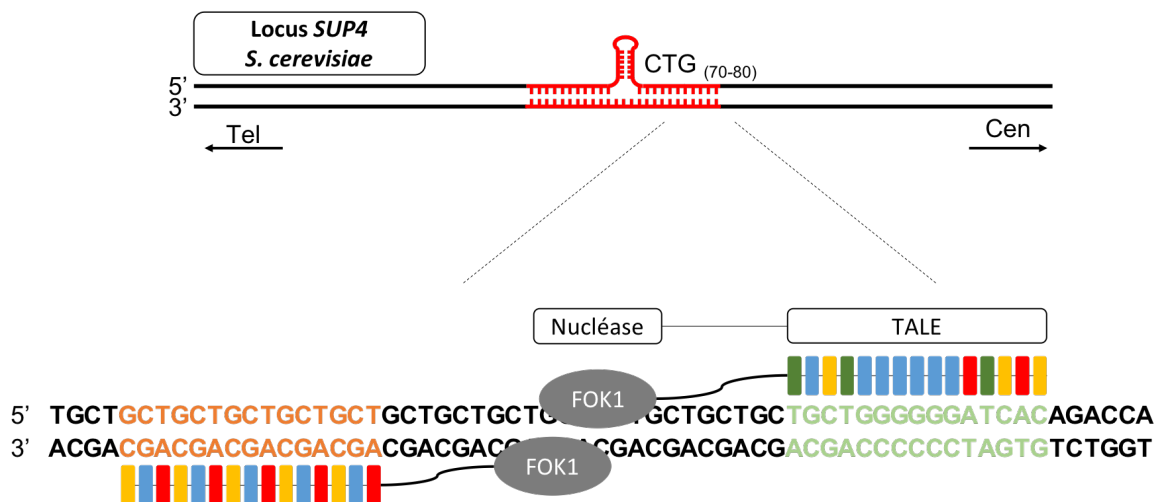 Locus SUP4
S. cerevisiae
CTG (70-80)
5’
3’
Tel
Cen
Nucléase
TALE
5’ TGCTGCTGCTGCTGCTGCTGCTGCTGCTG FOK1 TGCTGCTGCTGCTGGGGGGATCACAGACCA
3’ ACGACGACGACGACGACGACGACGACG ACGACGACGACGACGACCCCCCTAGTGTCTGGT
FOK1